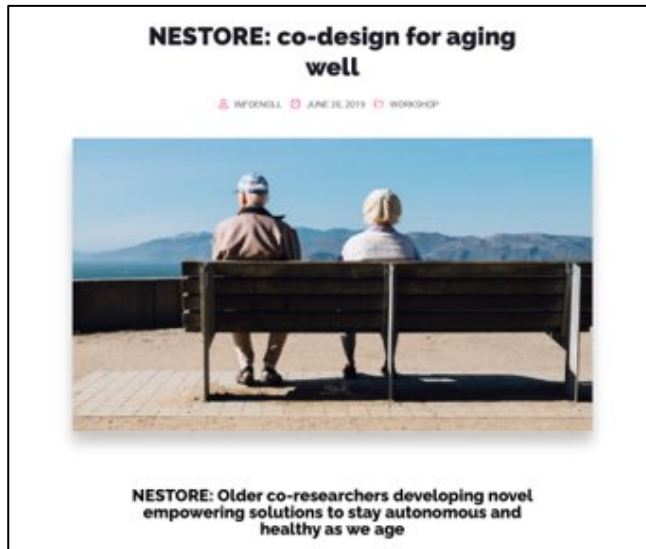 NESTORE: co-design for aging
well
INFOENOLL JUNE 20, 2019 WORKSHOP
NESTORE: Older co-researchers developing novel
empowering solutions to stay autonomous and
healthy as we age